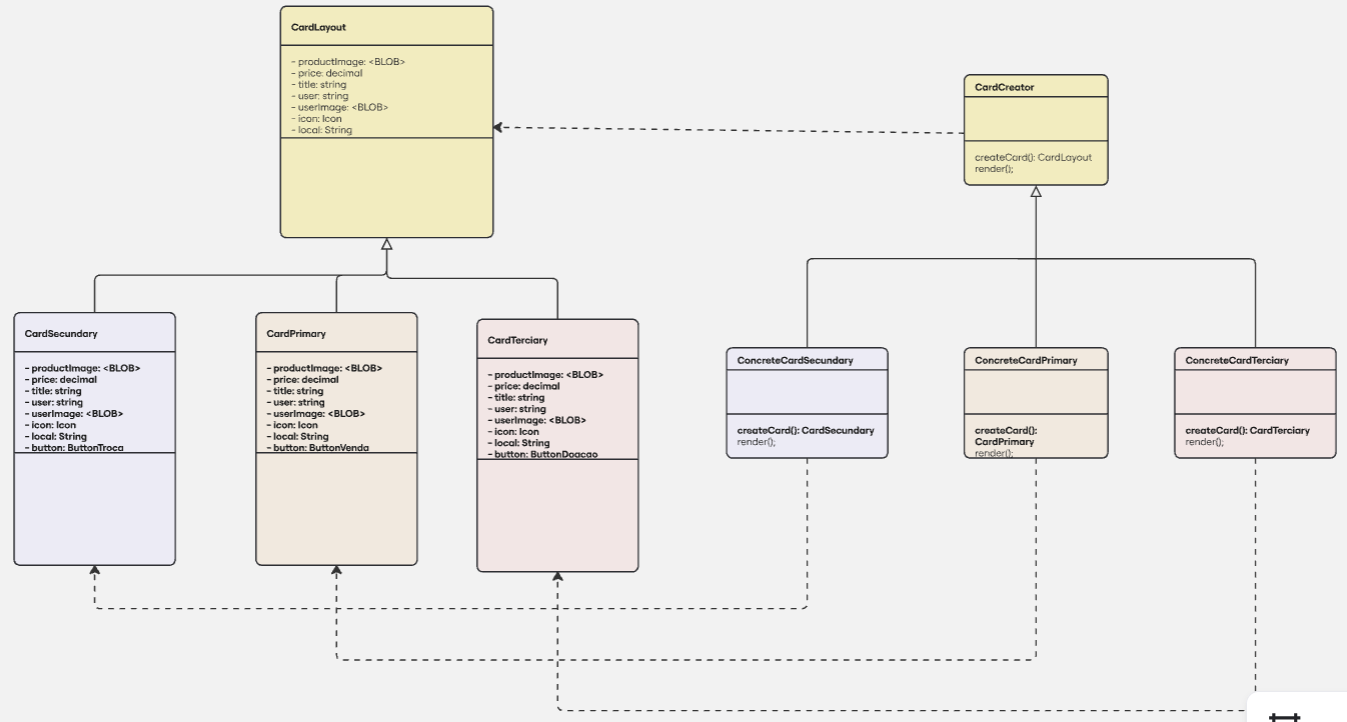 CardLayout
- productImage: <BLOB>
- price: decimal
- title: string
- user: string
- userImage: <BLOB>
- icon: Icon
- local: String
CardCreator
createCard(): CardLayout
render();
CardSecundary
- productImage: <BLOB>
- price: decimal
- title: string
- user: string
- userImage: <BLOB>
- icon: Icon
- local: String
- button: ButtonTroca
CardPrimary
- productImage: <BLOB>
- price: decimal
- title: string
- user: string
- userImage: <BLOB>
- icon: Icon
- local: String
- button: ButtonVenda
CardTerciary
- productImage: <BLOB>
- price: decimal
- title: string
- user: string
- userImage: <BLOB>
- icon: Icon
- local: String
- button: ButtonDoacao
ConcreteCardSecundary
createCard(): CardSecundary
render();
ConcreteCardPrimary
createCard():
CardPrimary
render();
ConcreteCardTerciary
createCard(): CardTerciary
render();